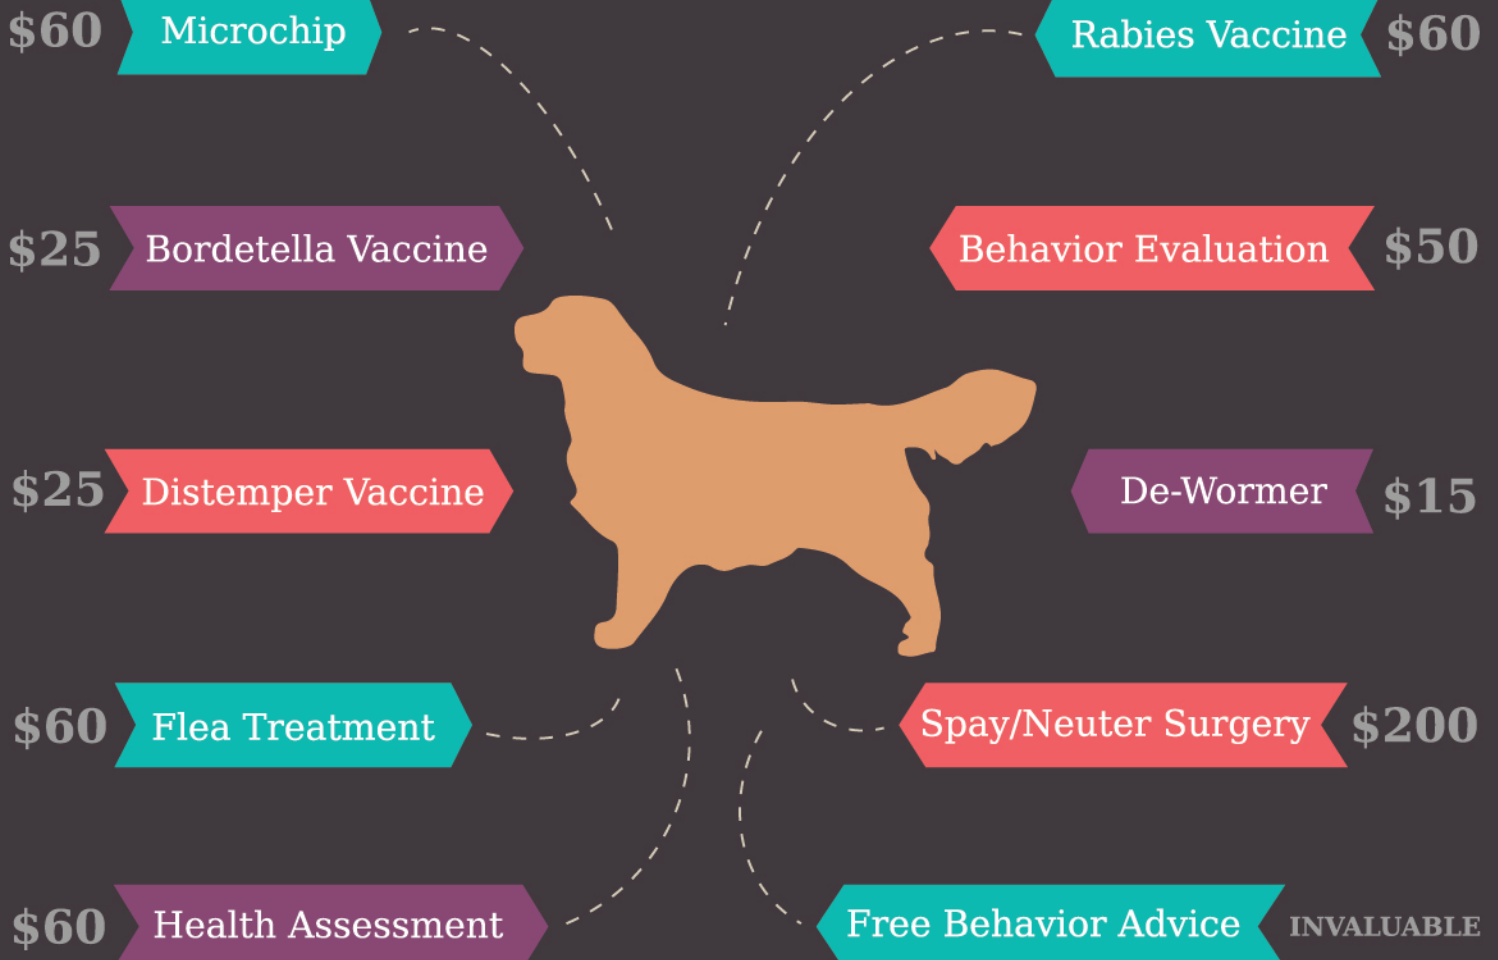 $60 Microchip
Rabies Vaccine $60
$25 Bordetella Vaccine
Behavior Evaluation $50
$25 Distemper Vaccine
De-Wormer $15
$60 Flea Treatment
Spay/Neuter Surgery $200
$60 Health Assessment
Free Behavior Advice INVALUABLE